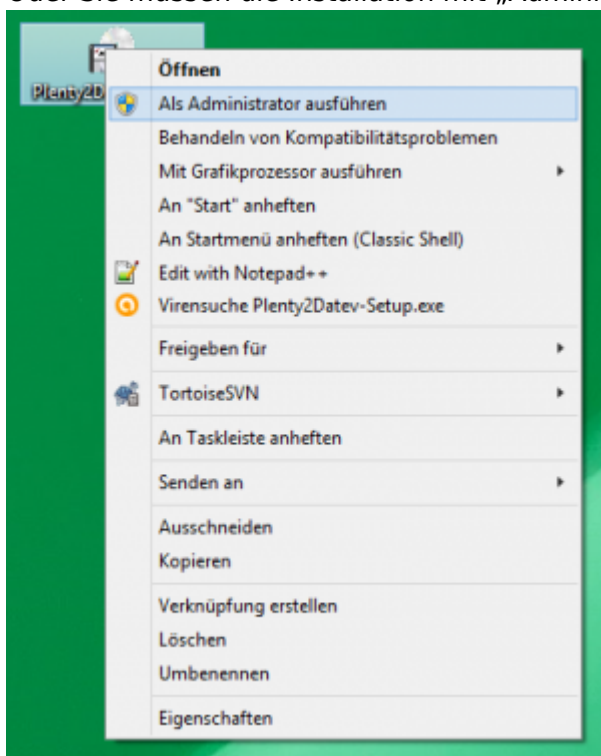 Öffnen
Plenty2D
Als Administrator ausführen
Behandeln von Kompatibilitätsproblemen
Mit Grafikprozessor ausführen
An "Start" anheften
An Startmenü anheften (Classic Shell)
Edit with Notepad++
Virensuche Plenty2Datev-Setup.exe
Freigeben für
TortoiseSVN
An Taskleiste anheften
Senden an
Ausschneiden
Kopieren
Verknüpfung erstellen
Löschen
Umbenennen
Eigenschaften